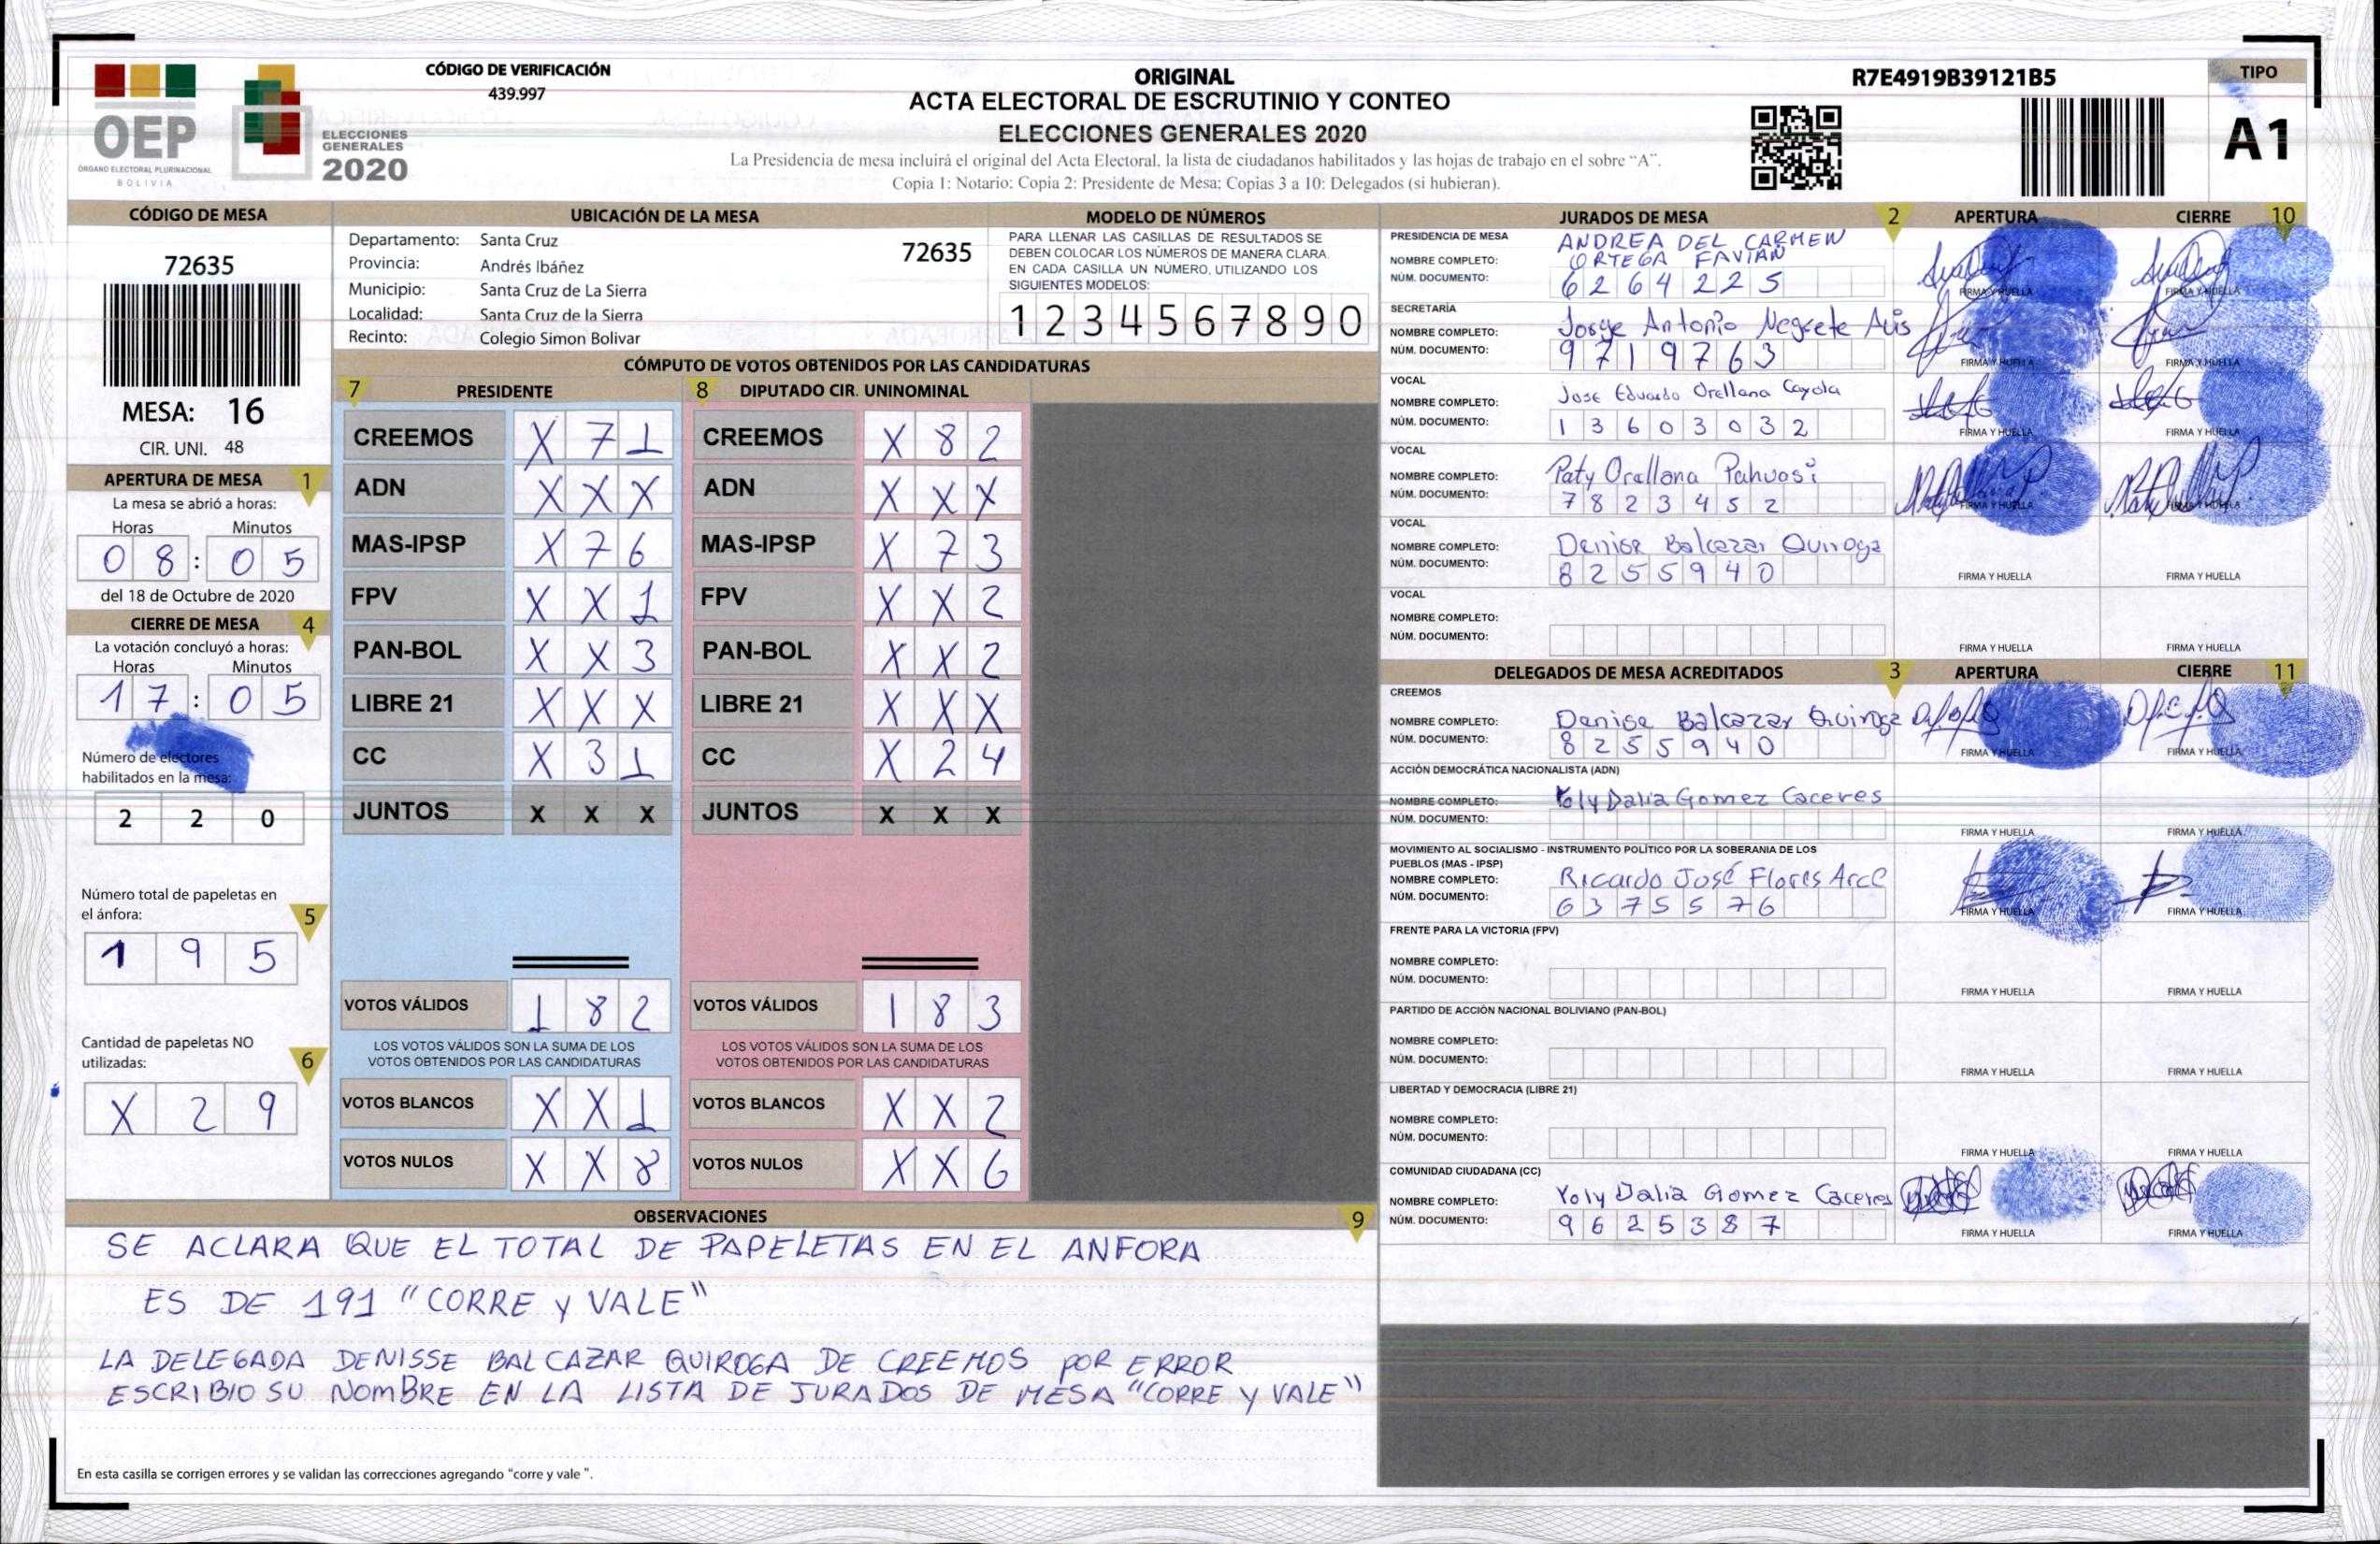 CÓDIGO DE VERIFICACIÓN
439.997
OEP
ÓRGANO ELECTORAL PLURINACIONAL
BOLIVIA
ELECCIONES
GENERALES
2020
ORIGINAL
ACTA ELECTORAL DE ESCRUTINIO Y CONTEO
ELECCIONES GENERALES 2020
La Presidencia de mesa incluirá el original del Acta Electoral, la lista de ciudadanos habilitados y las hojas de trabajo en el sobre "A".
Copia 1: Notario: Copia 2: Presidente de Mesa: Copias 3 a 10: Delegados (si hubieran).
R7E4919B39121B5
TIPO
A1
CÓDIGO DE MESA
72635
MESA: 16
CIR. UNI. 48
APERTURA DE MESA 1
La mesa se abrió a horas:
Horas Minutos
0 8 : 0 5
del 18 de Octubre de 2020
CIERRE DE MESA 4
La votación concluyó a horas:
Horas Minutos
1 7 : 0 5
Número de electores
habilitados en la mesa:
2 2 0
Número total de papeletas en
el ánfora: 5
1 9 5
Cantidad de papeletas NO
utilizadas: 6
X 2 9
UBICACIÓN DE LA MESA
Departamento: Santa Cruz 72635
Provincia: Andrés Ibáñez
Municipio: Santa Cruz de La Sierra
Localidad: Santa Cruz de la Sierra
Recinto: Colegio Simon Bolivar
MODELO DE NÚMEROS
PARA LLENAR LAS CASILLAS DE RESULTADOS SE
DEBEN COLOCAR LOS NÚMEROS DE MANERA CLARA.
EN CADA CASILLA UN NÚMERO, UTILIZANDO LOS
SIGUIENTES MODELOS:
1 2 3 4 5 6 7 8 9 0
CÓMPUTO DE VOTOS OBTENIDOS POR LAS CANDIDATURAS
7 PRESIDENTE 8 DIPUTADO CIR. UNINOMINAL
CREEMOS X 7 1 CREEMOS X 8 2
ADN X X X ADN X X X
MAS-IPSP X 7 6 MAS-IPSP X 7 3
FPV X X 1 FPV X X 2
PAN-BOL X X 3 PAN-BOL X X 2
LIBRE 21 X X X LIBRE 21 X X X
CC X 3 1 CC X 2 4
JUNTOS X X X JUNTOS X X X
VOTOS VÁLIDOS 1 8 2 VOTOS VÁLIDOS 1 8 3
LOS VOTOS VÁLIDOS SON LA SUMA DE LOS LOS VOTOS VÁLIDOS SON LA SUMA DE LOS
VOTOS OBTENIDOS POR LAS CANDIDATURAS VOTOS OBTENIDOS POR LAS CANDIDATURAS
VOTOS BLANCOS X X 1 VOTOS BLANCOS X X 2
VOTOS NULOS X X 8 VOTOS NULOS X X 6
OBSERVACIONES 9
SE ACLARA QUE EL TOTAL DE PAPELETAS EN EL ANFORA
ES DE 191 "CORRE y VALE"
LA DELEGADA DENISSE BALCAZAR QUIROGA DE CREEMOS POR ERROR
ESCRIBIO SU NOMBRE EN LA LISTA DE JURADOS DE MESA "CORRE y VALE"
En esta casilla se corrigen errores y se validan las correcciones agregando "corre y vale ".
JURADOS DE MESA 2 APERTURA CIERRE 10
PRESIDENCIA DE MESA ANDREA DEL CARMEN
NOMBRE COMPLETO: ORTEGA FAVIAN
NÚM. DOCUMENTO: 6 2 6 4 2 2 5
FIRMA Y HUELLA FIRMA Y HUELLA
SECRETARÍA
NOMBRE COMPLETO: Jorge Antonio Negrete
NÚM. DOCUMENTO: 9 7 1 9 7 6 3
FIRMA Y HUELLA FIRMA Y HUELLA
VOCAL
NOMBRE COMPLETO: Jose Eduardo Orellana Cayola
NÚM. DOCUMENTO: 1 3 6 0 3 0 3 2
FIRMA Y HUELLA FIRMA Y HUELLA
VOCAL
NOMBRE COMPLETO: Paty Orellana Pahuasi
NÚM. DOCUMENTO: 7 8 2 3 4 5 2
FIRMA Y HUELLA FIRMA Y HUELLA
VOCAL
NOMBRE COMPLETO: Denise Balcazar Quiroga
NÚM. DOCUMENTO: 8 2 5 5 9 4 0
FIRMA Y HUELLA FIRMA Y HUELLA
VOCAL
NOMBRE COMPLETO:
NÚM. DOCUMENTO:
FIRMA Y HUELLA FIRMA Y HUELLA
DELEGADOS DE MESA ACREDITADOS 3 APERTURA CIERRE 11
CREEMOS
NOMBRE COMPLETO: Denise Balcazar Quiroga
NÚM. DOCUMENTO: 8 2 5 5 9 4 0
FIRMA Y HUELLA FIRMA Y HUELLA
ACCIÓN DEMOCRÁTICA NACIONALISTA (ADN)
NOMBRE COMPLETO: Yoly Dalia Gomez Caceres
NÚM. DOCUMENTO:
FIRMA Y HUELLA FIRMA Y HUELLA
MOVIMIENTO AL SOCIALISMO - INSTRUMENTO POLÍTICO POR LA SOBERANIA DE LOS
PUEBLOS (MAS - IPSP)
NOMBRE COMPLETO: Ricardo José Flores Arce
NÚM. DOCUMENTO: 6 3 7 5 5 7 6
FIRMA Y HUELLA FIRMA Y HUELLA
FRENTE PARA LA VICTORIA (FPV)
NOMBRE COMPLETO:
NÚM. DOCUMENTO:
FIRMA Y HUELLA FIRMA Y HUELLA
PARTIDO DE ACCIÓN NACIONAL BOLIVIANO (PAN-BOL)
NOMBRE COMPLETO:
NÚM. DOCUMENTO:
FIRMA Y HUELLA FIRMA Y HUELLA
LIBERTAD Y DEMOCRACIA (LIBRE 21)
NOMBRE COMPLETO:
NÚM. DOCUMENTO:
FIRMA Y HUELLA FIRMA Y HUELLA
COMUNIDAD CIUDADANA (CC)
NOMBRE COMPLETO: Yoly Dalia Gomez Caceres
NÚM. DOCUMENTO: 9 6 2 5 3 8 7
FIRMA Y HUELLA FIRMA Y HUELLA